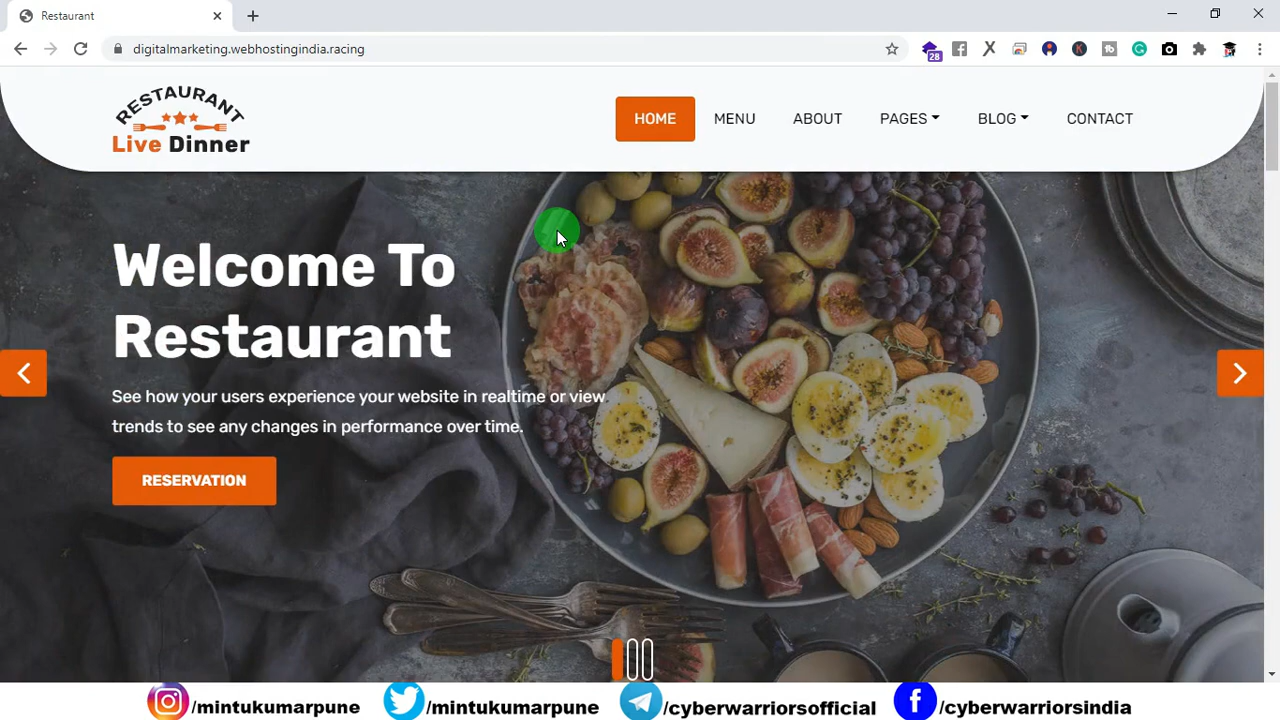 Restaurant
digitalmarketing.webhostingindia.racing
28
RESTAURANT
Live Dinner
HOME MENU ABOUT PAGES BLOG CONTACT
Welcome To
Restaurant
See how your users experience your website in realtime or view
trends to see any changes in performance over time.
RESERVATION
/mintukumarpune /mintukumarpune /cyberwarriorsofficial /cyberwarriorsindia